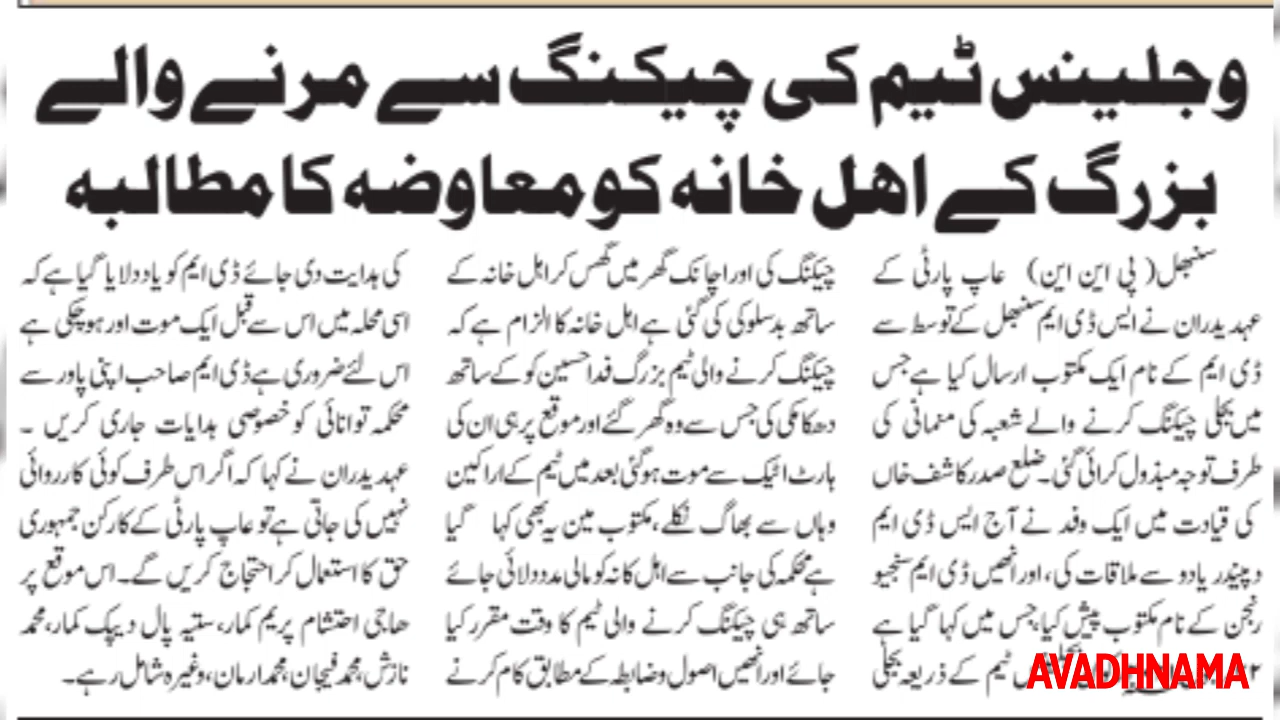 وجلینس ٹیم کی چیکنگ سے مرنے والے
بزرگ کے اھل خانہ کو معاوضہ کا مطالبہ
سنبھل (پی این این) عاپ پارٹی کے
عہدیدران نے ایس ڈی ایم سنبھل کے توسط سے
ڈی ایم کے نام ایک مکتوب ارسال کیا ہے جس
میں بجلی چیکنگ کرنے والے شعبہ کی منمانی کی
طرف توجہ مبذول کرائی گئی۔ ضلع صدر کاشف خاں
کی قیادت میں ایک وفد نے آج ایس ڈی ایم
دپیندر یادو سے ملاقات کی، اور انھیں ڈی ایم سنجیو
رنجن کے نام مکتوب پیش کیا، جس میں کہا گیا ہے
ٹیم کے ذریعہ بجلی
چیکنگ کی اور اچانک گھر میں گھس کر اہل خانہ کے
ساتھ بدسلوکی کی گئی ہے اہل خانہ کا الزام ہے کہ
چیکنگ کرنے والی ٹیم بزرگ فدا حسین کو کے ساتھ
دھکا مکی کی جس سے وہ گھر گئے اور موقع پر ہی ان کی
ہارٹ اٹیک سے موت ہوگئی بعد میں ٹیم کے اراکین
وہاں سے بھاگ نکلے، مکتوب مین یہ بھی کہا گیا
ہے محکمہ کی جانب سے اہل کانہ کو مالی مدد دلائی جائے
ساتھ ہی چیکنگ کرنے والی ٹیم کا وقت مقرر کیا
جائے اور انھیں اصول وضابطہ کے مطابق کام کرنے
کی ہدایت دی جائے ڈی ایم کو یاد دلایا گیا ہے کہ
اسی محلہ میں اس سے قبل ایک موت اور ہوچکی ہے
اس لئے ضروری ہے ڈی ایم صاحب اپنی پاور سے
محکمہ توانائی کو خصوصی ہدایات جاری کریں ۔
عہدیدران نے کہا کہ اگر اس طرف کوئی کارروائی
نہیں کی جاتی ہے تو عاپ پارٹی کے کارکن جمہوری
حق کا استعمال کر احتجاج کریں گے۔ اس موقع پر
حاجی احتشام پریم کمار، ستیہ پال دیپک کمار، محمد
نازش، محمد فیجان، محمد ارمان، وغیرہ شامل رہے۔
AVADHNAMA